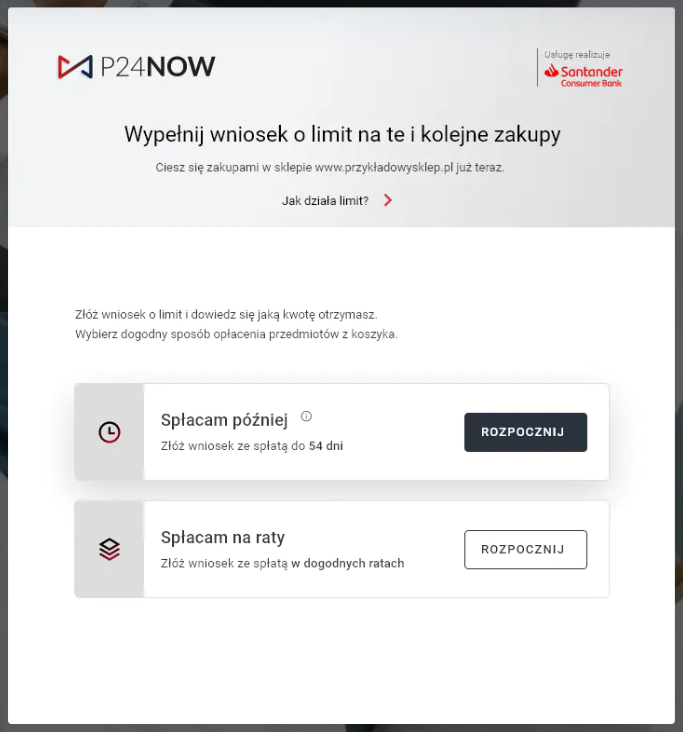 P24NOW
Usługę realizuje
Santander
Consumer Bank
Wypełnij wniosek o limit na te i kolejne zakupy
Ciesz się zakupami w sklepie www.przykładowysklep.pl już teraz.
Jak działa limit?
Złóż wniosek o limit i dowiedz się jaką kwotę otrzymasz.
Wybierz dogodny sposób opłacenia przedmiotów z koszyka.
Spłacam później
Złóż wniosek ze spłatą do 54 dni
ROZPOCZNIJ
Spłacam na raty
Złóż wniosek ze spłatą w dogodnych ratach
ROZPOCZNIJ